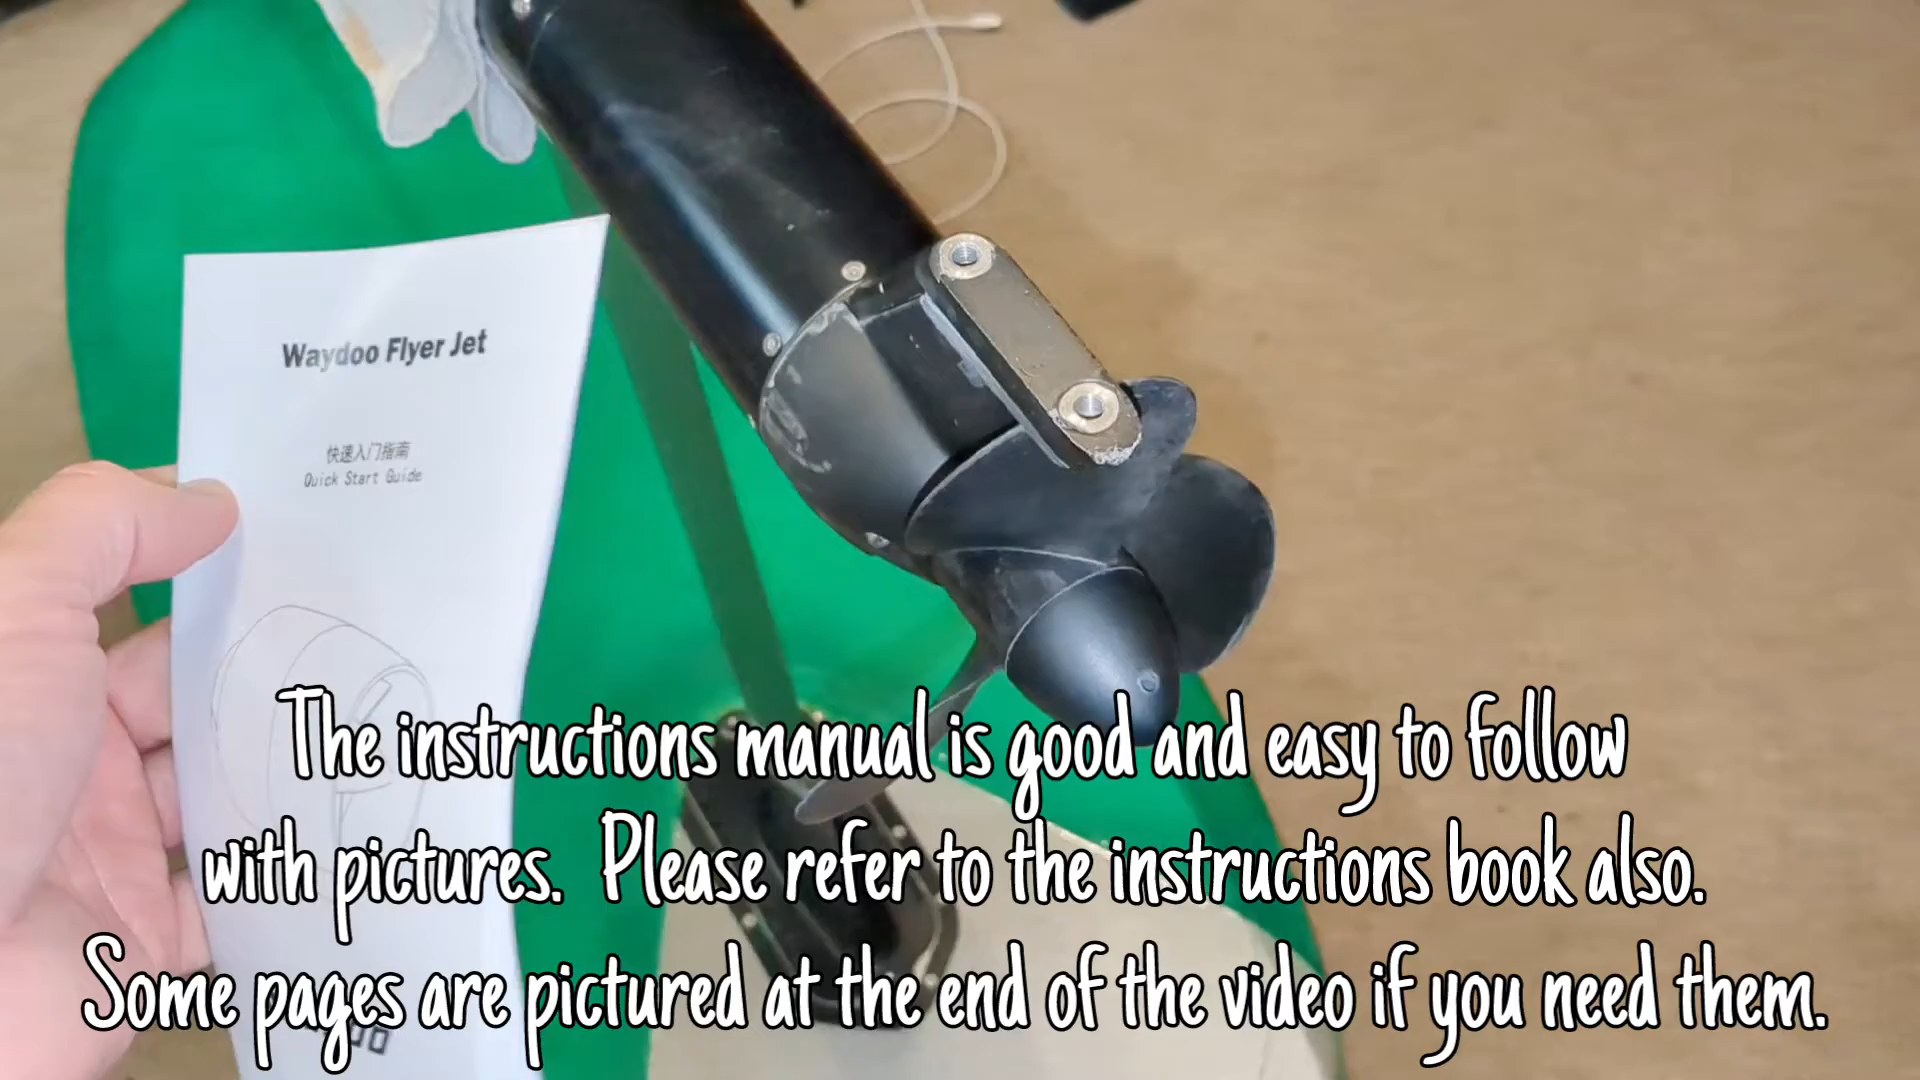 Waydoo Flyer Jet
快速入门指南
Quick Start Guide
The instructions manual is good and easy to follow
with pictures. Please refer to the instructions book also.
Some pages are pictured at the end of the video if you need them.